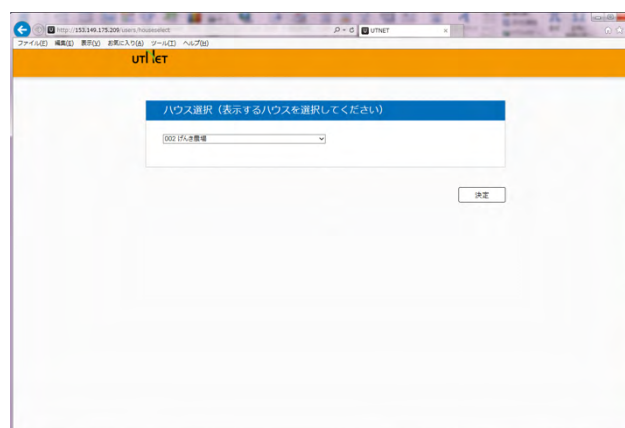 http://153.149.175.209/users/houseselect
UTNET
ファイル(F) 編集(E) 表示(V) お気に入り(A) ツール(T) ヘルプ(H)
UTNET
ハウス選択（表示するハウスを選択してください）
002 げんき農場
決定